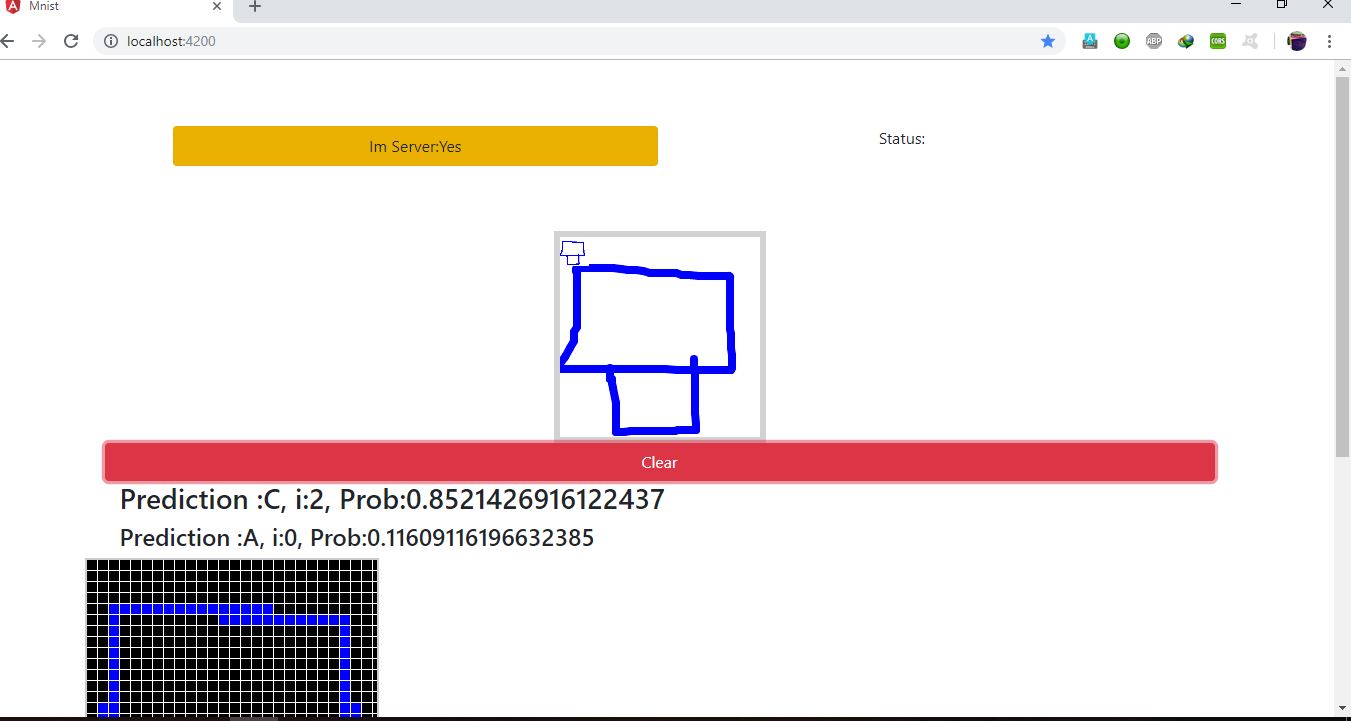 Mnist
localhost:4200
ABP
CORS
Im Server:Yes
Status:
Clear
Prediction :C, i:2, Prob:0.8521426916122437
Prediction :A, i:0, Prob:0.11609116196632385